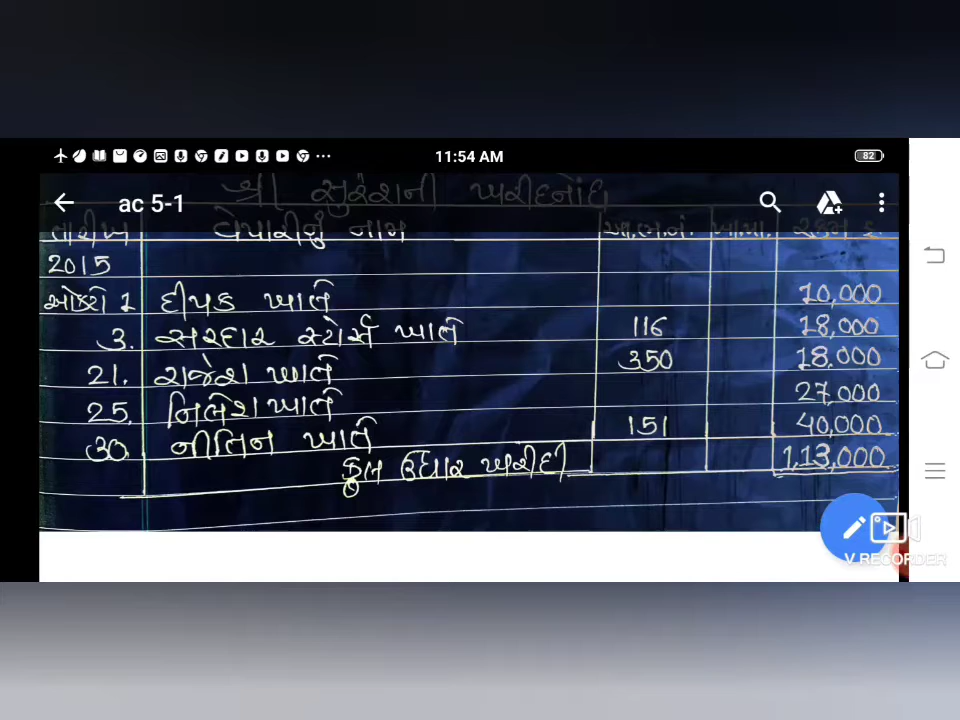 11:54 AM
82
ac 5-1
શ્રી સુરેશની ખરીદનોંધ
તારીખ વેપારીનું નામ આ.ભ.નં. ખા.પા. રકમ રૂ.
2015
ઓક્ટો 1 દીપક ખાતે 10,000
3. સરદાર સ્ટોર્સ ખાતે 116 18,000
21. રાજેશ ખાતે 350 18,000
25. નિલેશ ખાતે 27,000
30. નીતિન ખાતે 151 40,000
કુલ ઉધાર ખરીદી 1,13,000
V RECORDER